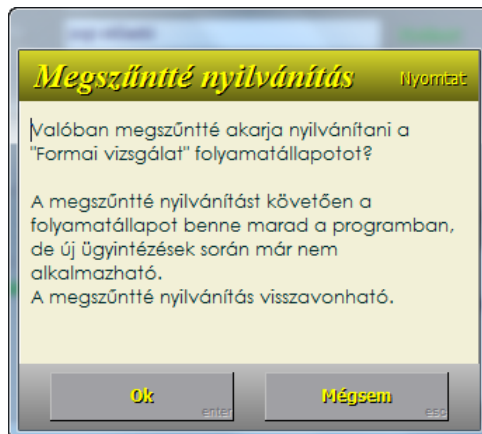 Megszűntté nyilvánítás Nyomtat
Valóban megszűntté akarja nyilvánítani a
"Formai vizsgálat" folyamatállapotot?
A megszűntté nyilvánítást követően a
folyamatállapot benne marad a programban,
de új ügyintézések során már nem
alkalmazható.
A megszűntté nyilvánítás visszavonható.
Ok enter Mégsem esc